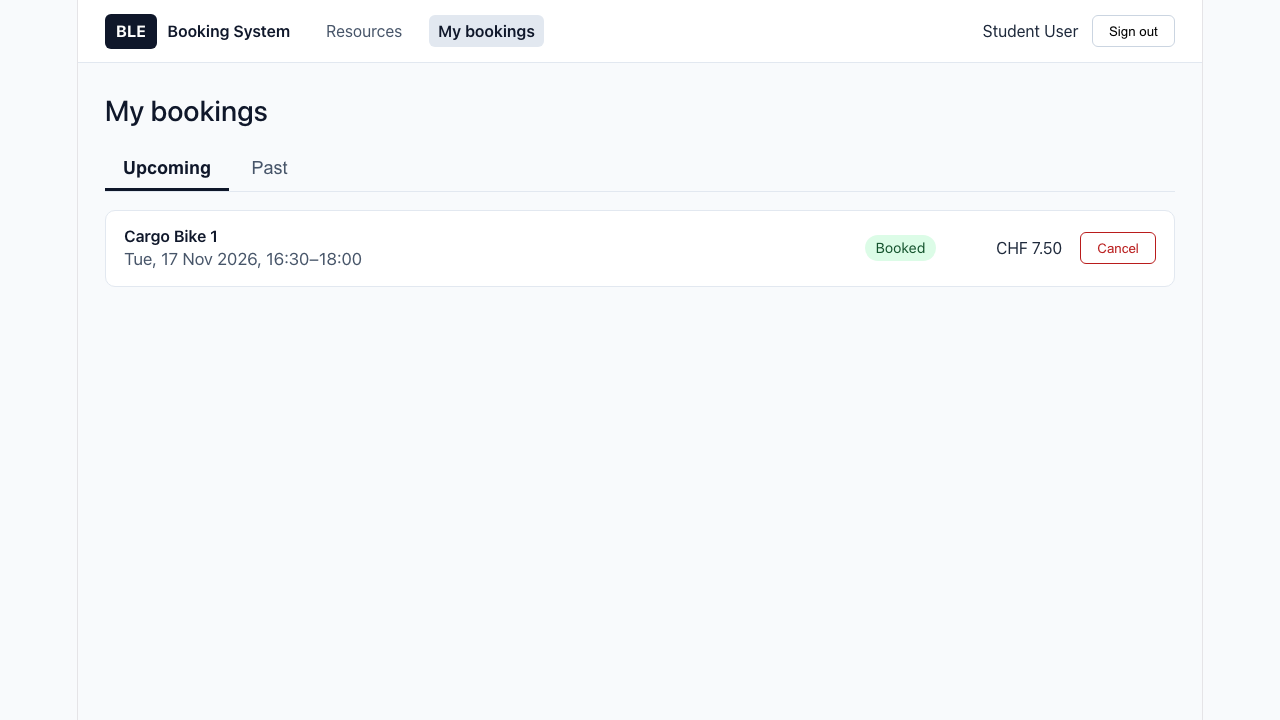 BLE Booking System Resources My bookings Student User Sign out
My bookings
Upcoming Past
Cargo Bike 1
Tue, 17 Nov 2026, 16:30–18:00
Booked CHF 7.50 Cancel